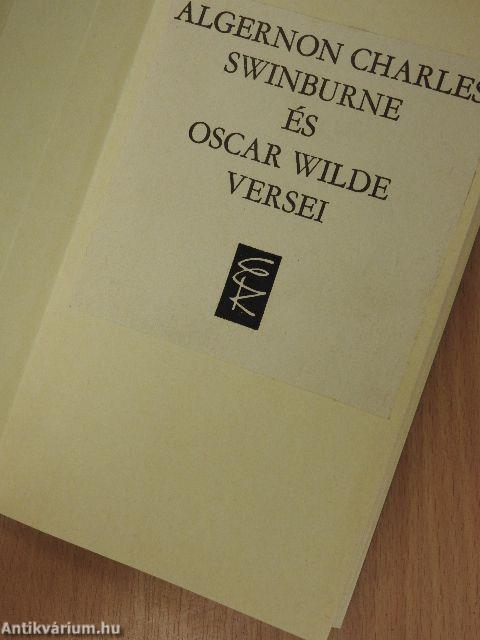 ALGERNON CHARLES
SWINBURNE
ÉS
OSCAR WILDE
VERSEI
Antikvárium.hu